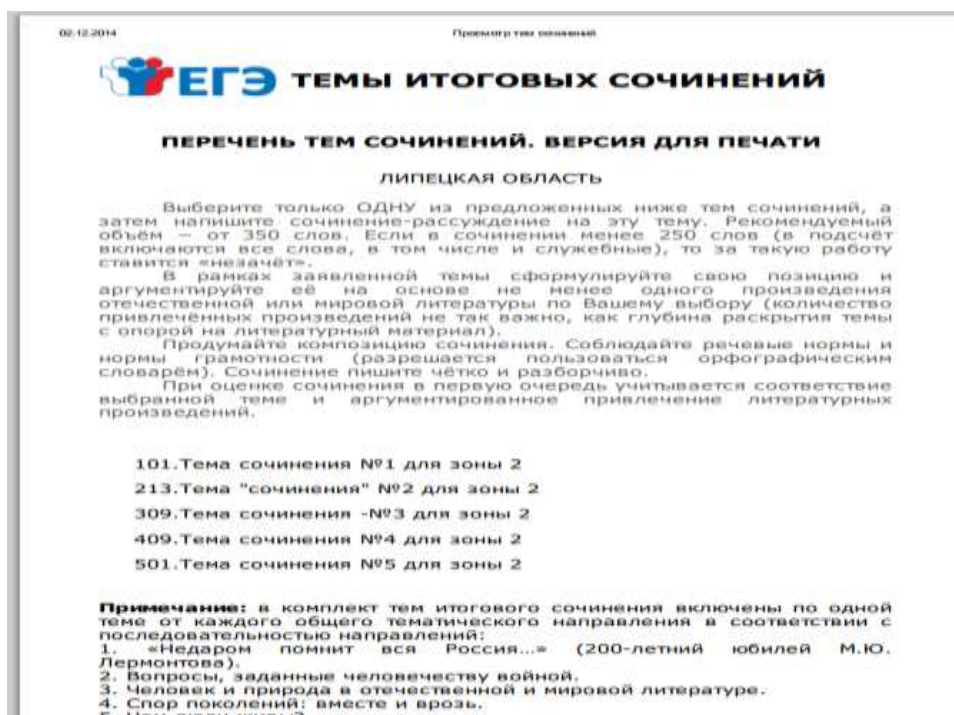 02.12.2014 Просмотр тем сочинений
ЕГЭ ТЕМЫ ИТОГОВЫХ СОЧИНЕНИЙ
ПЕРЕЧЕНЬ ТЕМ СОЧИНЕНИЙ. ВЕРСИЯ ДЛЯ ПЕЧАТИ
ЛИПЕЦКАЯ ОБЛАСТЬ
Выберите только ОДНУ из предложенных ниже тем сочинений, а
затем напишите сочинение-рассуждение на эту тему. Рекомендуемый
объём — от 350 слов. Если в сочинении менее 250 слов (в подсчёт
включаются все слова, в том числе и служебные), то за такую работу
ставится «незачёт».
В рамках заявленной темы сформулируйте свою позицию и
аргументируйте её на основе не менее одного произведения
отечественной или мировой литературы по Вашему выбору (количество
привлечённых произведений не так важно, как глубина раскрытия темы
с опорой на литературный материал).
Продумайте композицию сочинения. Соблюдайте речевые нормы и
нормы грамотности (разрешается пользоваться орфографическим
словарём). Сочинение пишите чётко и разборчиво.
При оценке сочинения в первую очередь учитывается соответствие
выбранной теме и аргументированное привлечение литературных
произведений.
101.Тема сочинения №1 для зоны 2
213.Тема "сочинения" №2 для зоны 2
309.Тема сочинения -№3 для зоны 2
409.Тема сочинения №4 для зоны 2
501.Тема сочинения №5 для зоны 2
Примечание: в комплект тем итогового сочинения включены по одной
теме от каждого общего тематического направления в соответствии с
последовательностью направлений:
1. «Недаром помнит вся Россия...» (200-летний юбилей М.Ю.
Лермонтова).
2. Вопросы, заданные человечеству войной.
3. Человек и природа в отечественной и мировой литературе.
4. Спор поколений: вместе и врозь.